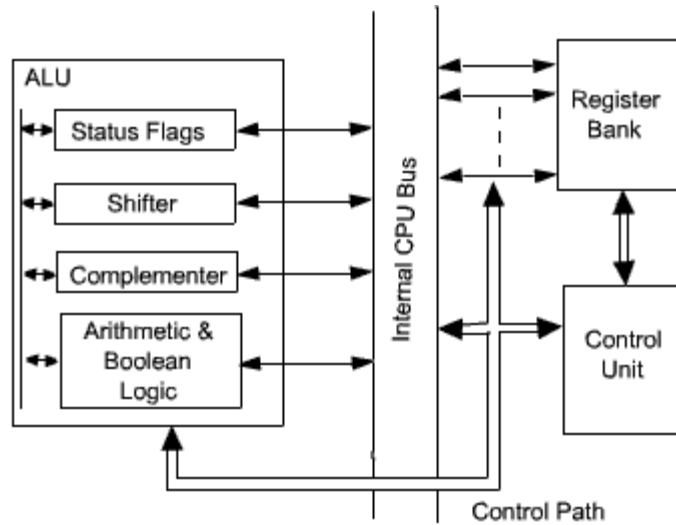 ALU
Status Flags
Shifter
Complementer
Arithmetic &
Boolean
Logic
Internal CPU Bus
Register
Bank
Control
Unit
Control Path